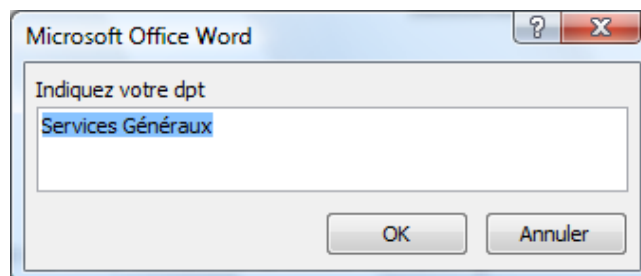 Microsoft Office Word
Indiquez votre dpt
Services Généraux
OK Annuler